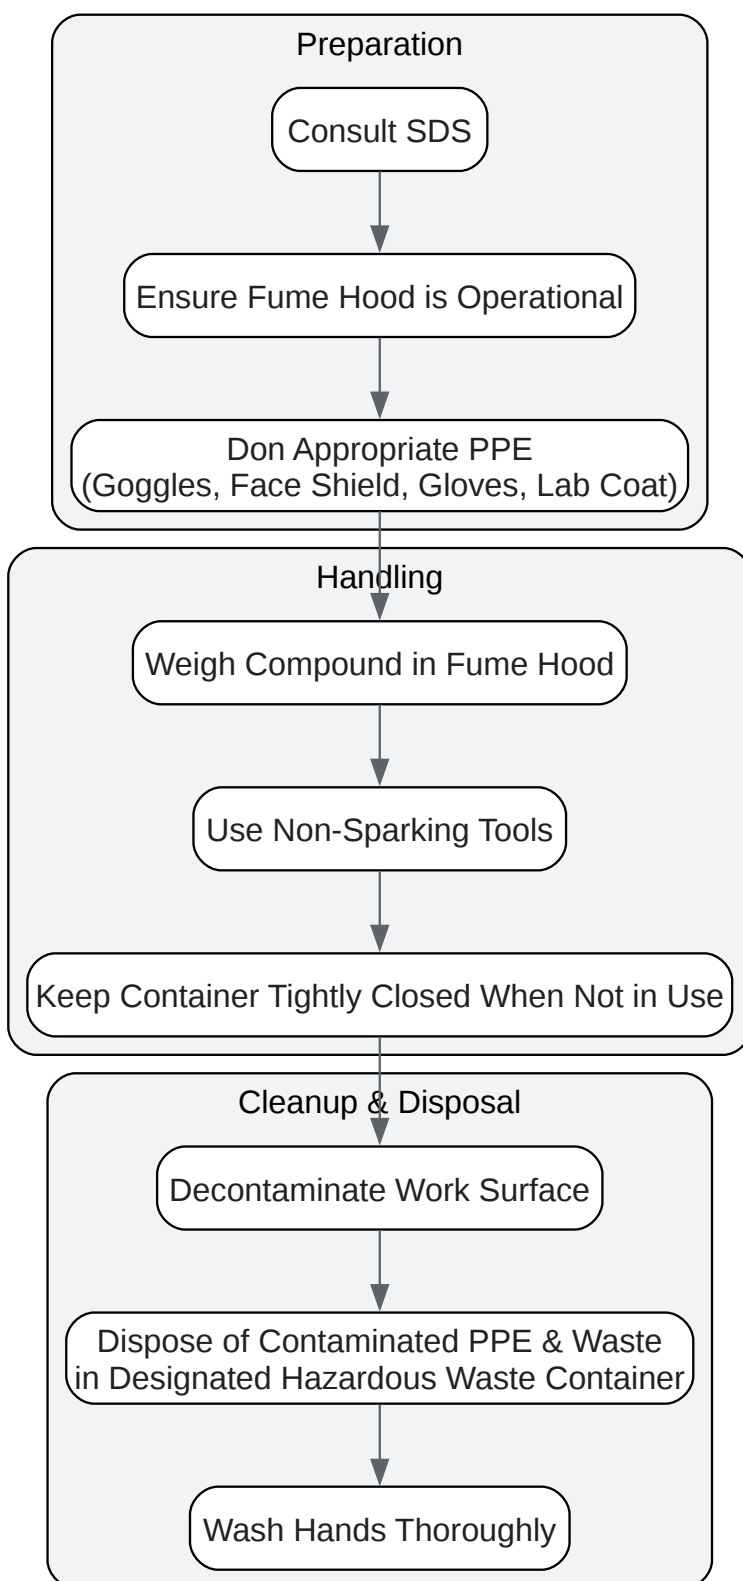 Preparation
Consult SDS
Ensure Fume Hood is Operational
Don Appropriate PPE
(Goggles, Face Shield, Gloves, Lab Coat)
Handling
Weigh Compound in Fume Hood
Use Non-Sparking Tools
Keep Container Tightly Closed When Not in Use
Cleanup & Disposal
Decontaminate Work Surface
Dispose of Contaminated PPE & Waste
in Designated Hazardous Waste Container
Wash Hands Thoroughly